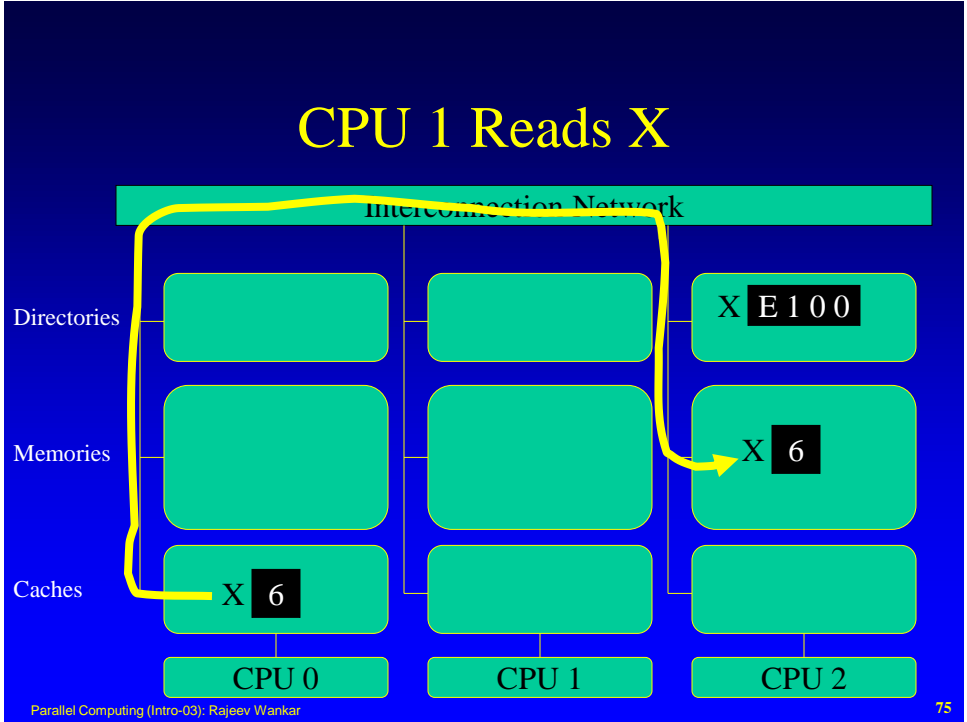 CPU 1 Reads X
Interconnection Network
Directories
X E 1 0 0
Memories
X 6
Caches
X 6
CPU 0 CPU 1 CPU 2
Parallel Computing (Intro-03): Rajeev Wankar 75